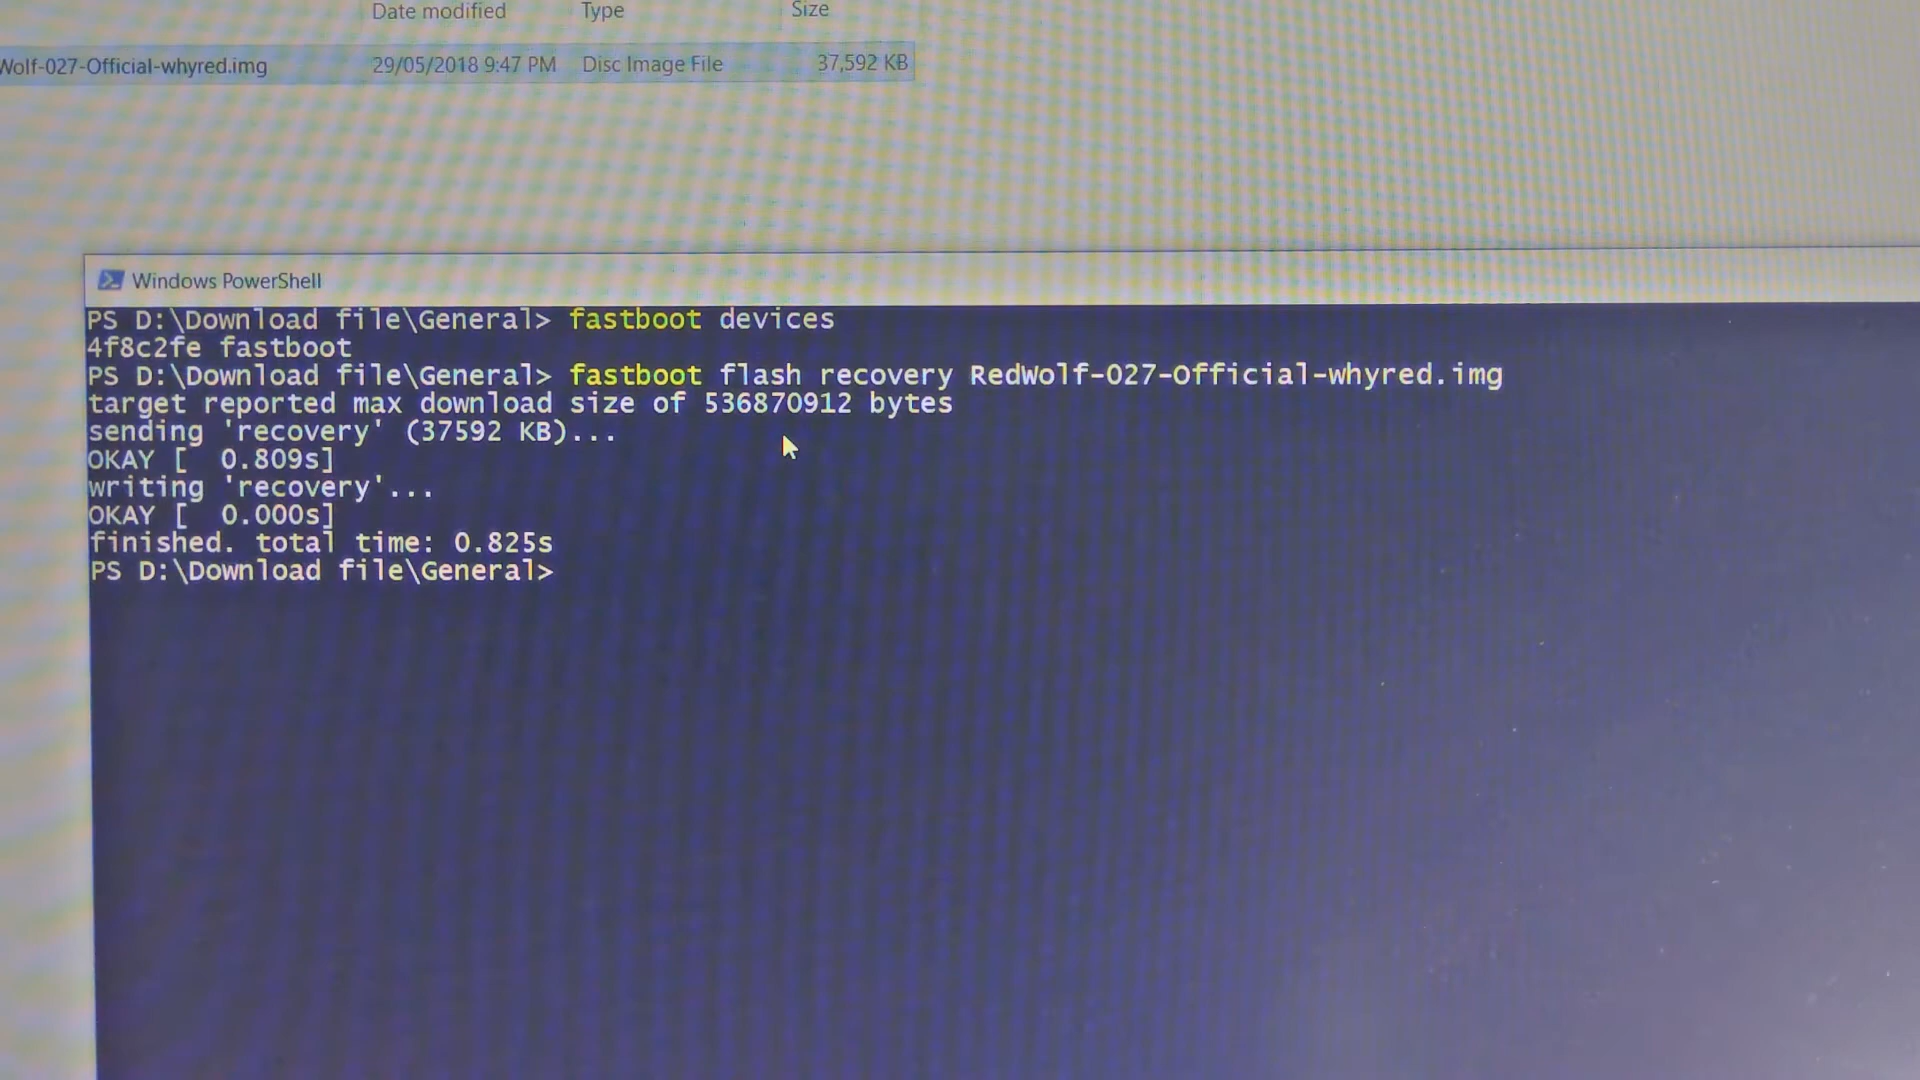 Date modified Type Size
Wolf-027-Official-whyred.img 29/05/2018 9:47 PM Disc Image File 37,592 KB
Windows PowerShell
PS D:\Download file\General> fastboot devices
4f8c2fe fastboot
PS D:\Download file\General> fastboot flash recovery RedWolf-027-Official-whyred.img
target reported max download size of 536870912 bytes
sending 'recovery' (37592 KB)...
OKAY [  0.809s]
writing 'recovery'...
OKAY [  0.000s]
finished. total time: 0.825s
PS D:\Download file\General>